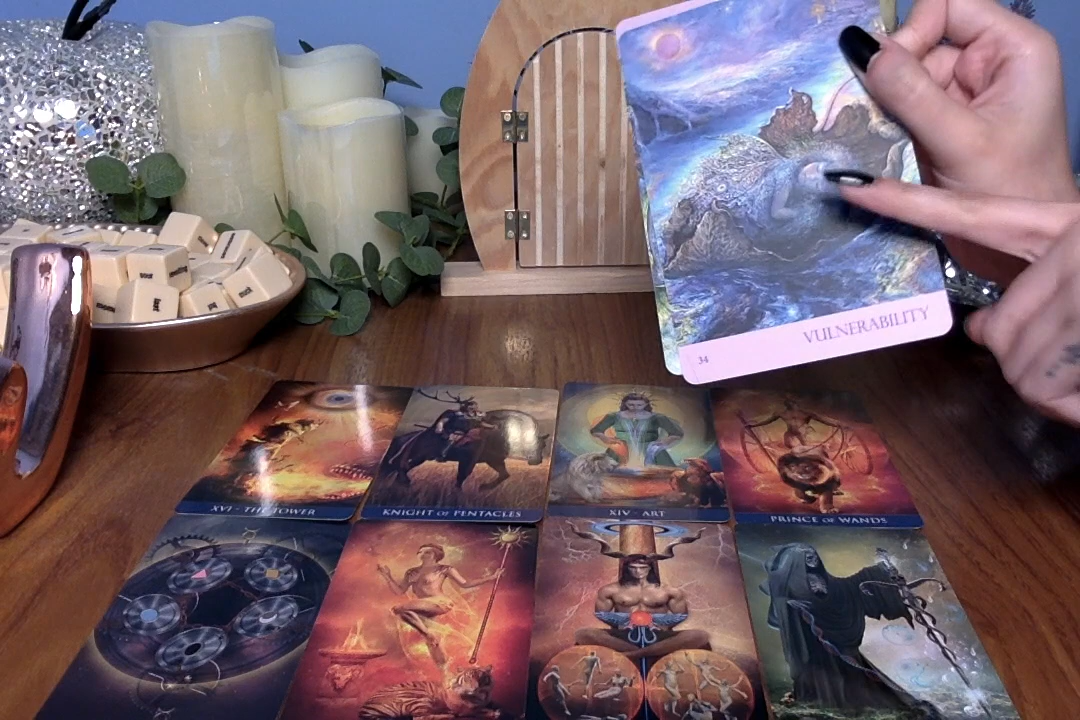 34
VULNERABILITY
XVI · THE TOWER
KNIGHT OF PENTACLES
XIV · ART
PRINCE OF WANDS